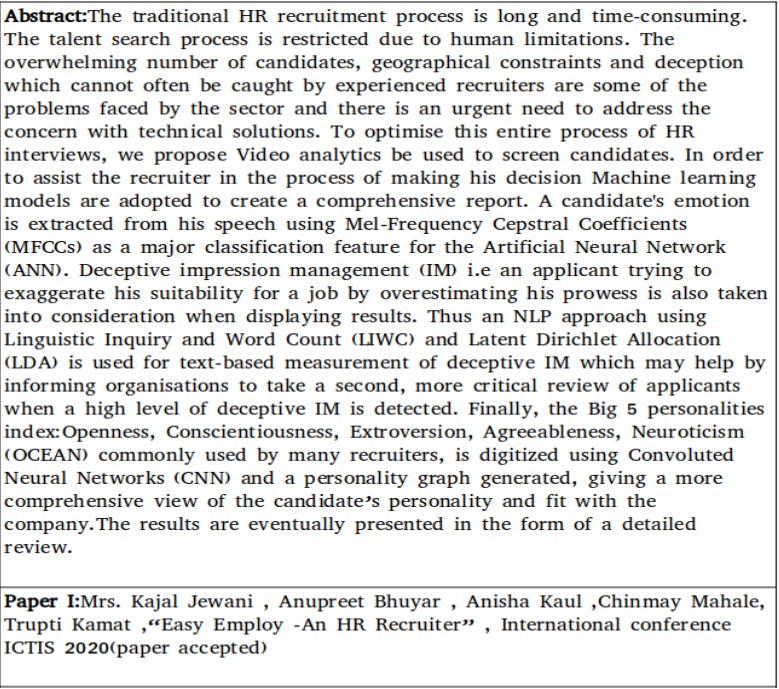 Abstract:The traditional HR recruitment process is long and time-consuming.
The talent search process is restricted due to human limitations. The
overwhelming number of candidates, geographical constraints and deception
which cannot often be caught by experienced recruiters are some of the
problems faced by the sector and there is an urgent need to address the
concern with technical solutions. To optimise this entire process of HR
interviews, we propose Video analytics be used to screen candidates. In order
to assist the recruiter in the process of making his decision Machine learning
models are adopted to create a comprehensive report. A candidate's emotion
is extracted from his speech using Mel-Frequency Cepstral Coefficients
(MFCCs) as a major classification feature for the Artificial Neural Network
(ANN). Deceptive impression management (IM) i.e an applicant trying to
exaggerate his suitability for a job by overestimating his prowess is also taken
into consideration when displaying results. Thus an NLP approach using
Linguistic Inquiry and Word Count (LIWC) and Latent Dirichlet Allocation
(LDA) is used for text-based measurement of deceptive IM which may help by
informing organisations to take a second, more critical review of applicants
when a high level of deceptive IM is detected. Finally, the Big 5 personalities
index:Openness, Conscientiousness, Extroversion, Agreeableness, Neuroticism
(OCEAN) commonly used by many recruiters, is digitized using Convoluted
Neural Networks (CNN) and a personality graph generated, giving a more
comprehensive view of the candidate's personality and fit with the
company.The results are eventually presented in the form of a detailed
review.
Paper I:Mrs. Kajal Jewani , Anupreet Bhuyar , Anisha Kaul ,Chinmay Mahale,
Trupti Kamat ,“Easy Employ -An HR Recruiter” , International conference
ICTIS 2020(paper accepted)